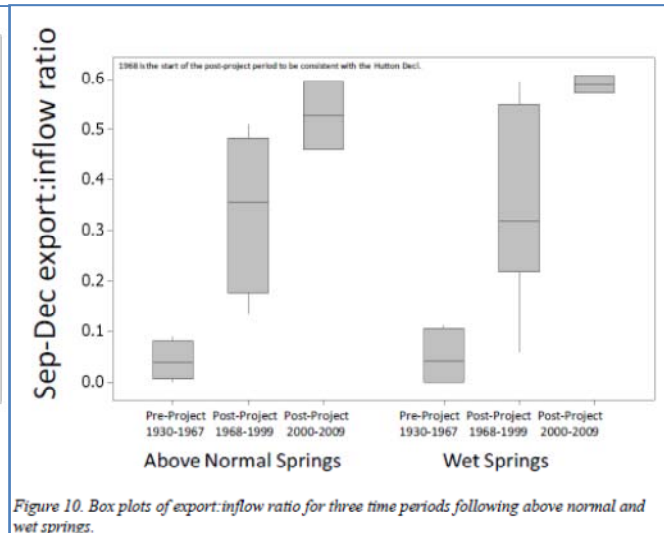 1968 is the start of the post-project period to be consistent with the Hutton Decl.
Sep-Dec export:inflow ratio
0.6
0.5
0.4
0.3
0.2
0.1
0.0
Pre-Project Post-Project Post-Project Pre-Project Post-Project Post-Project
1930-1967 1968-1999 2000-2009 1930-1967 1968-1999 2000-2009
Above Normal Springs Wet Springs
Figure 10. Box plots of export:inflow ratio for three time periods following above normal and
wet springs.